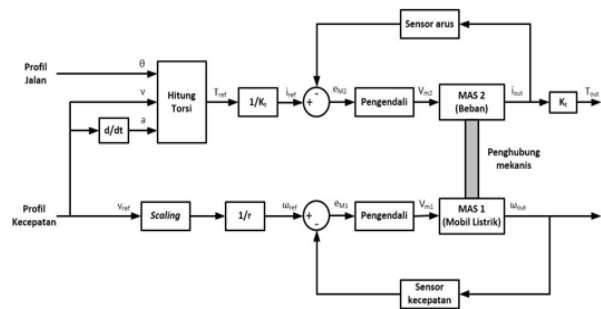 Sensor arus
Profil
Jalan
θ
v
a
d/dt
Hitung
Torsi
T_ref
1/K_t
i_ref
+
-
e_M2
Pengendali
V_m2
MAS 2
(Beban)
i_out
K_t
T_out
Penghubung
mekanis
Profil
Kecepatan
v_ref
Scaling
1/r
ω_ref
+
-
e_M1
Pengendali
V_m1
MAS 1
(Mobil Listrik)
ω_out
Sensor
kecepatan